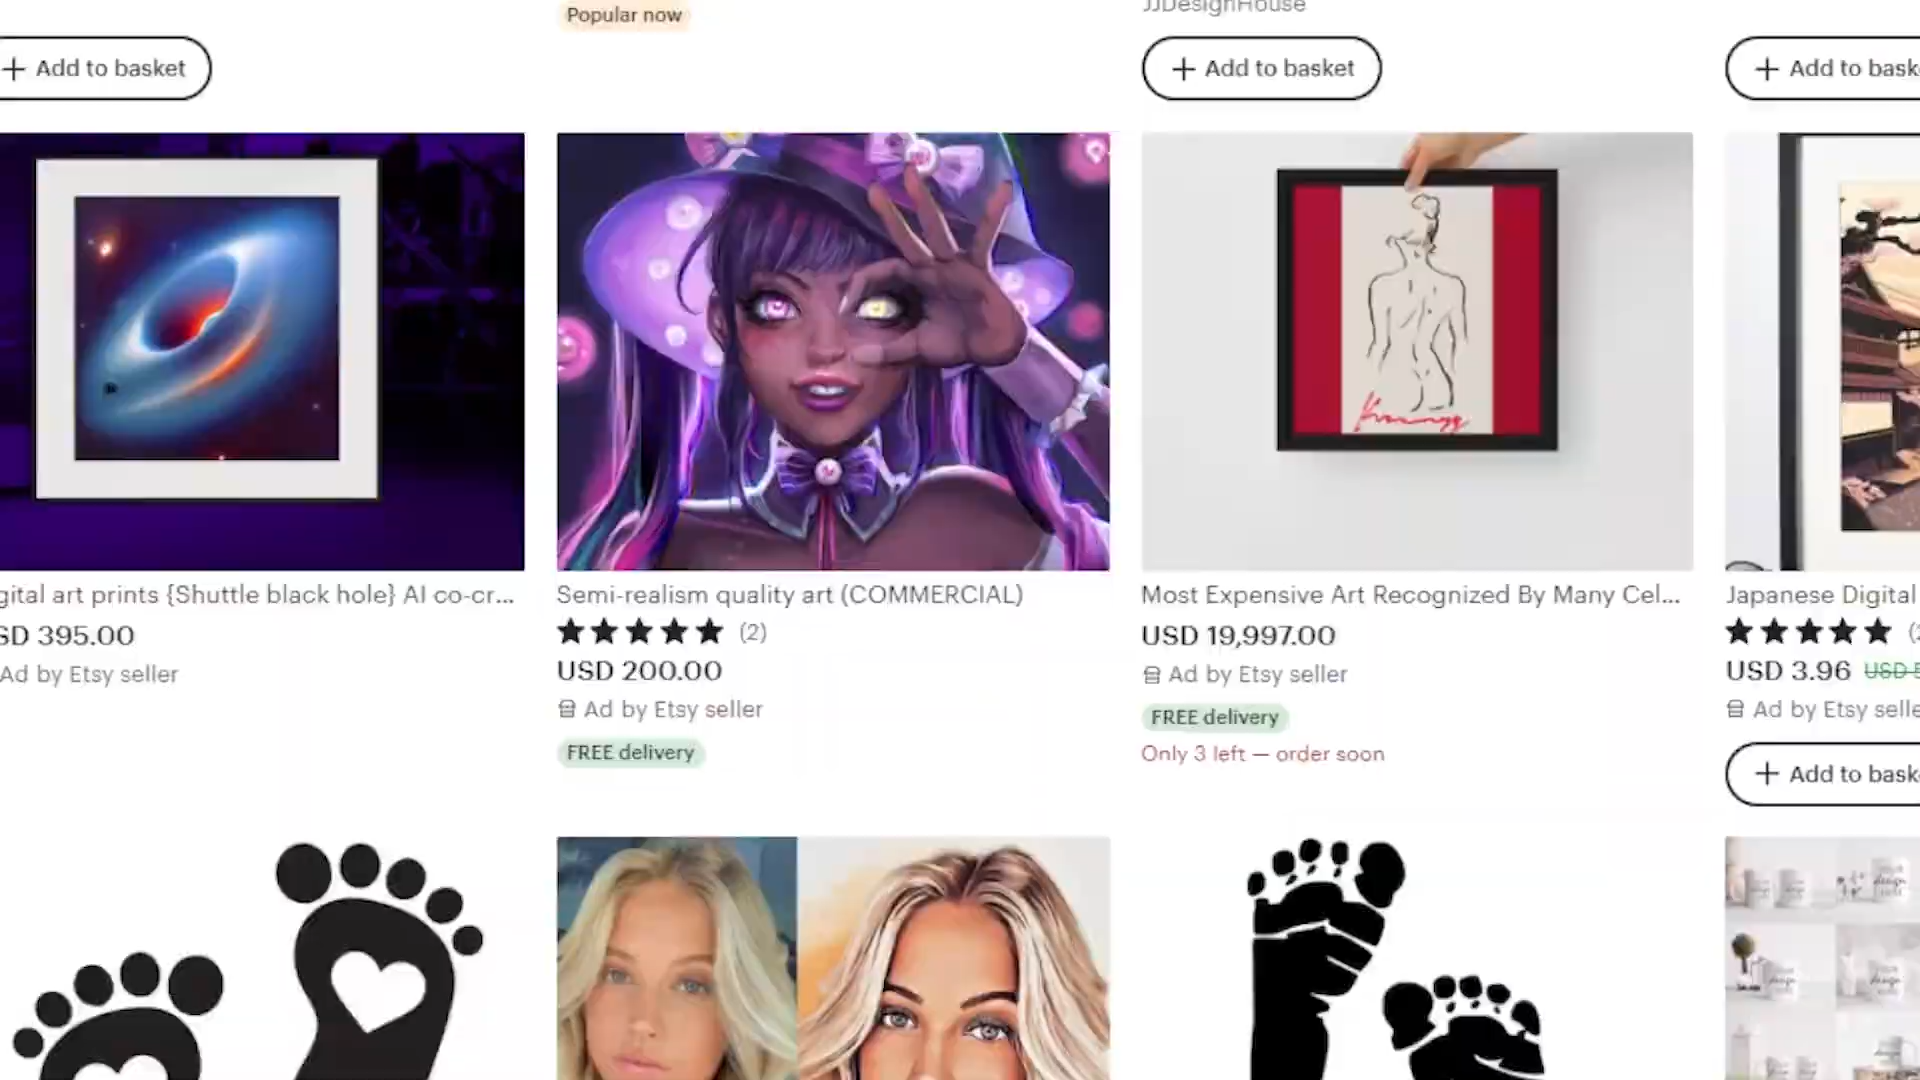 Popular now
JJDesignHouse
+ Add to basket
+ Add to basket
+ Add to
gital art prints {Shuttle black hole} AI co-cr...
SD 395.00
Ad by Etsy seller
Semi-realism quality art (COMMERCIAL)
(2)
USD 200.00
Ad by Etsy seller
FREE delivery
Most Expensive Art Recognized By Many Cel...
USD 19,997.00
Ad by Etsy seller
FREE delivery
Only 3 left — order soon
Japanese Digital
USD 3.96 USD
Ad by Etsy
+ Add to